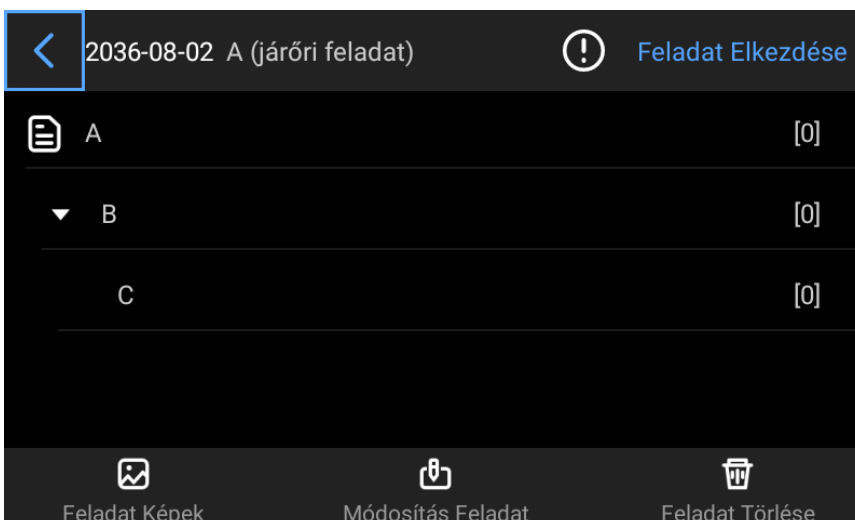 2036-08-02 A (járőri feladat) Feladat Elkezdése
A [0]
B [0]
C [0]
Feladat Képek Módosítás Feladat Feladat Törlése